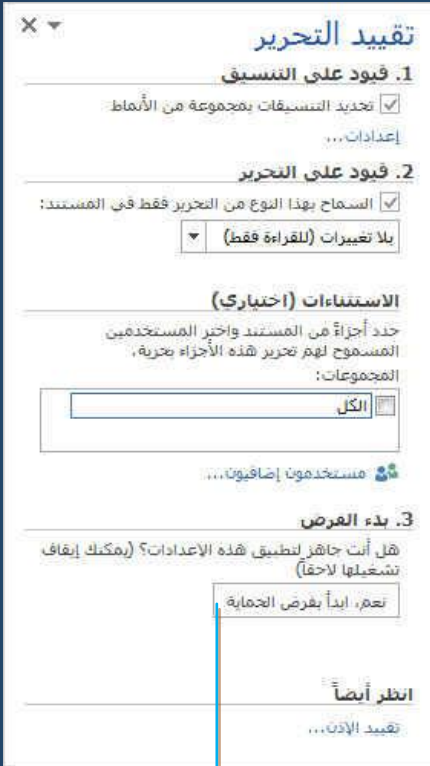 تقييد التحرير
1. قيود على التنسيق
تحديد التنسيقات بمجموعة من الأنماط
إعدادات...
2. قيود على التحرير
السماح بهذا النوع من التحرير فقط في المستند:
بلا تغييرات (للقراءة فقط)
الاستثناءات (اختياري)
حدد أجزاءً من المستند واختر المستخدمين
المسموح لهم تحرير هذه الأجزاء بحرية.
المجموعات:
الكل
مستخدمون إضافيون...
3. بدء الفرض
هل أنت جاهز لتطبيق هذه الإعدادات؟ (يمكنك إيقاف
تشغيلها لاحقاً)
نعم، ابدأ بفرض الحماية
انظر أيضاً
تقييد الإذن...